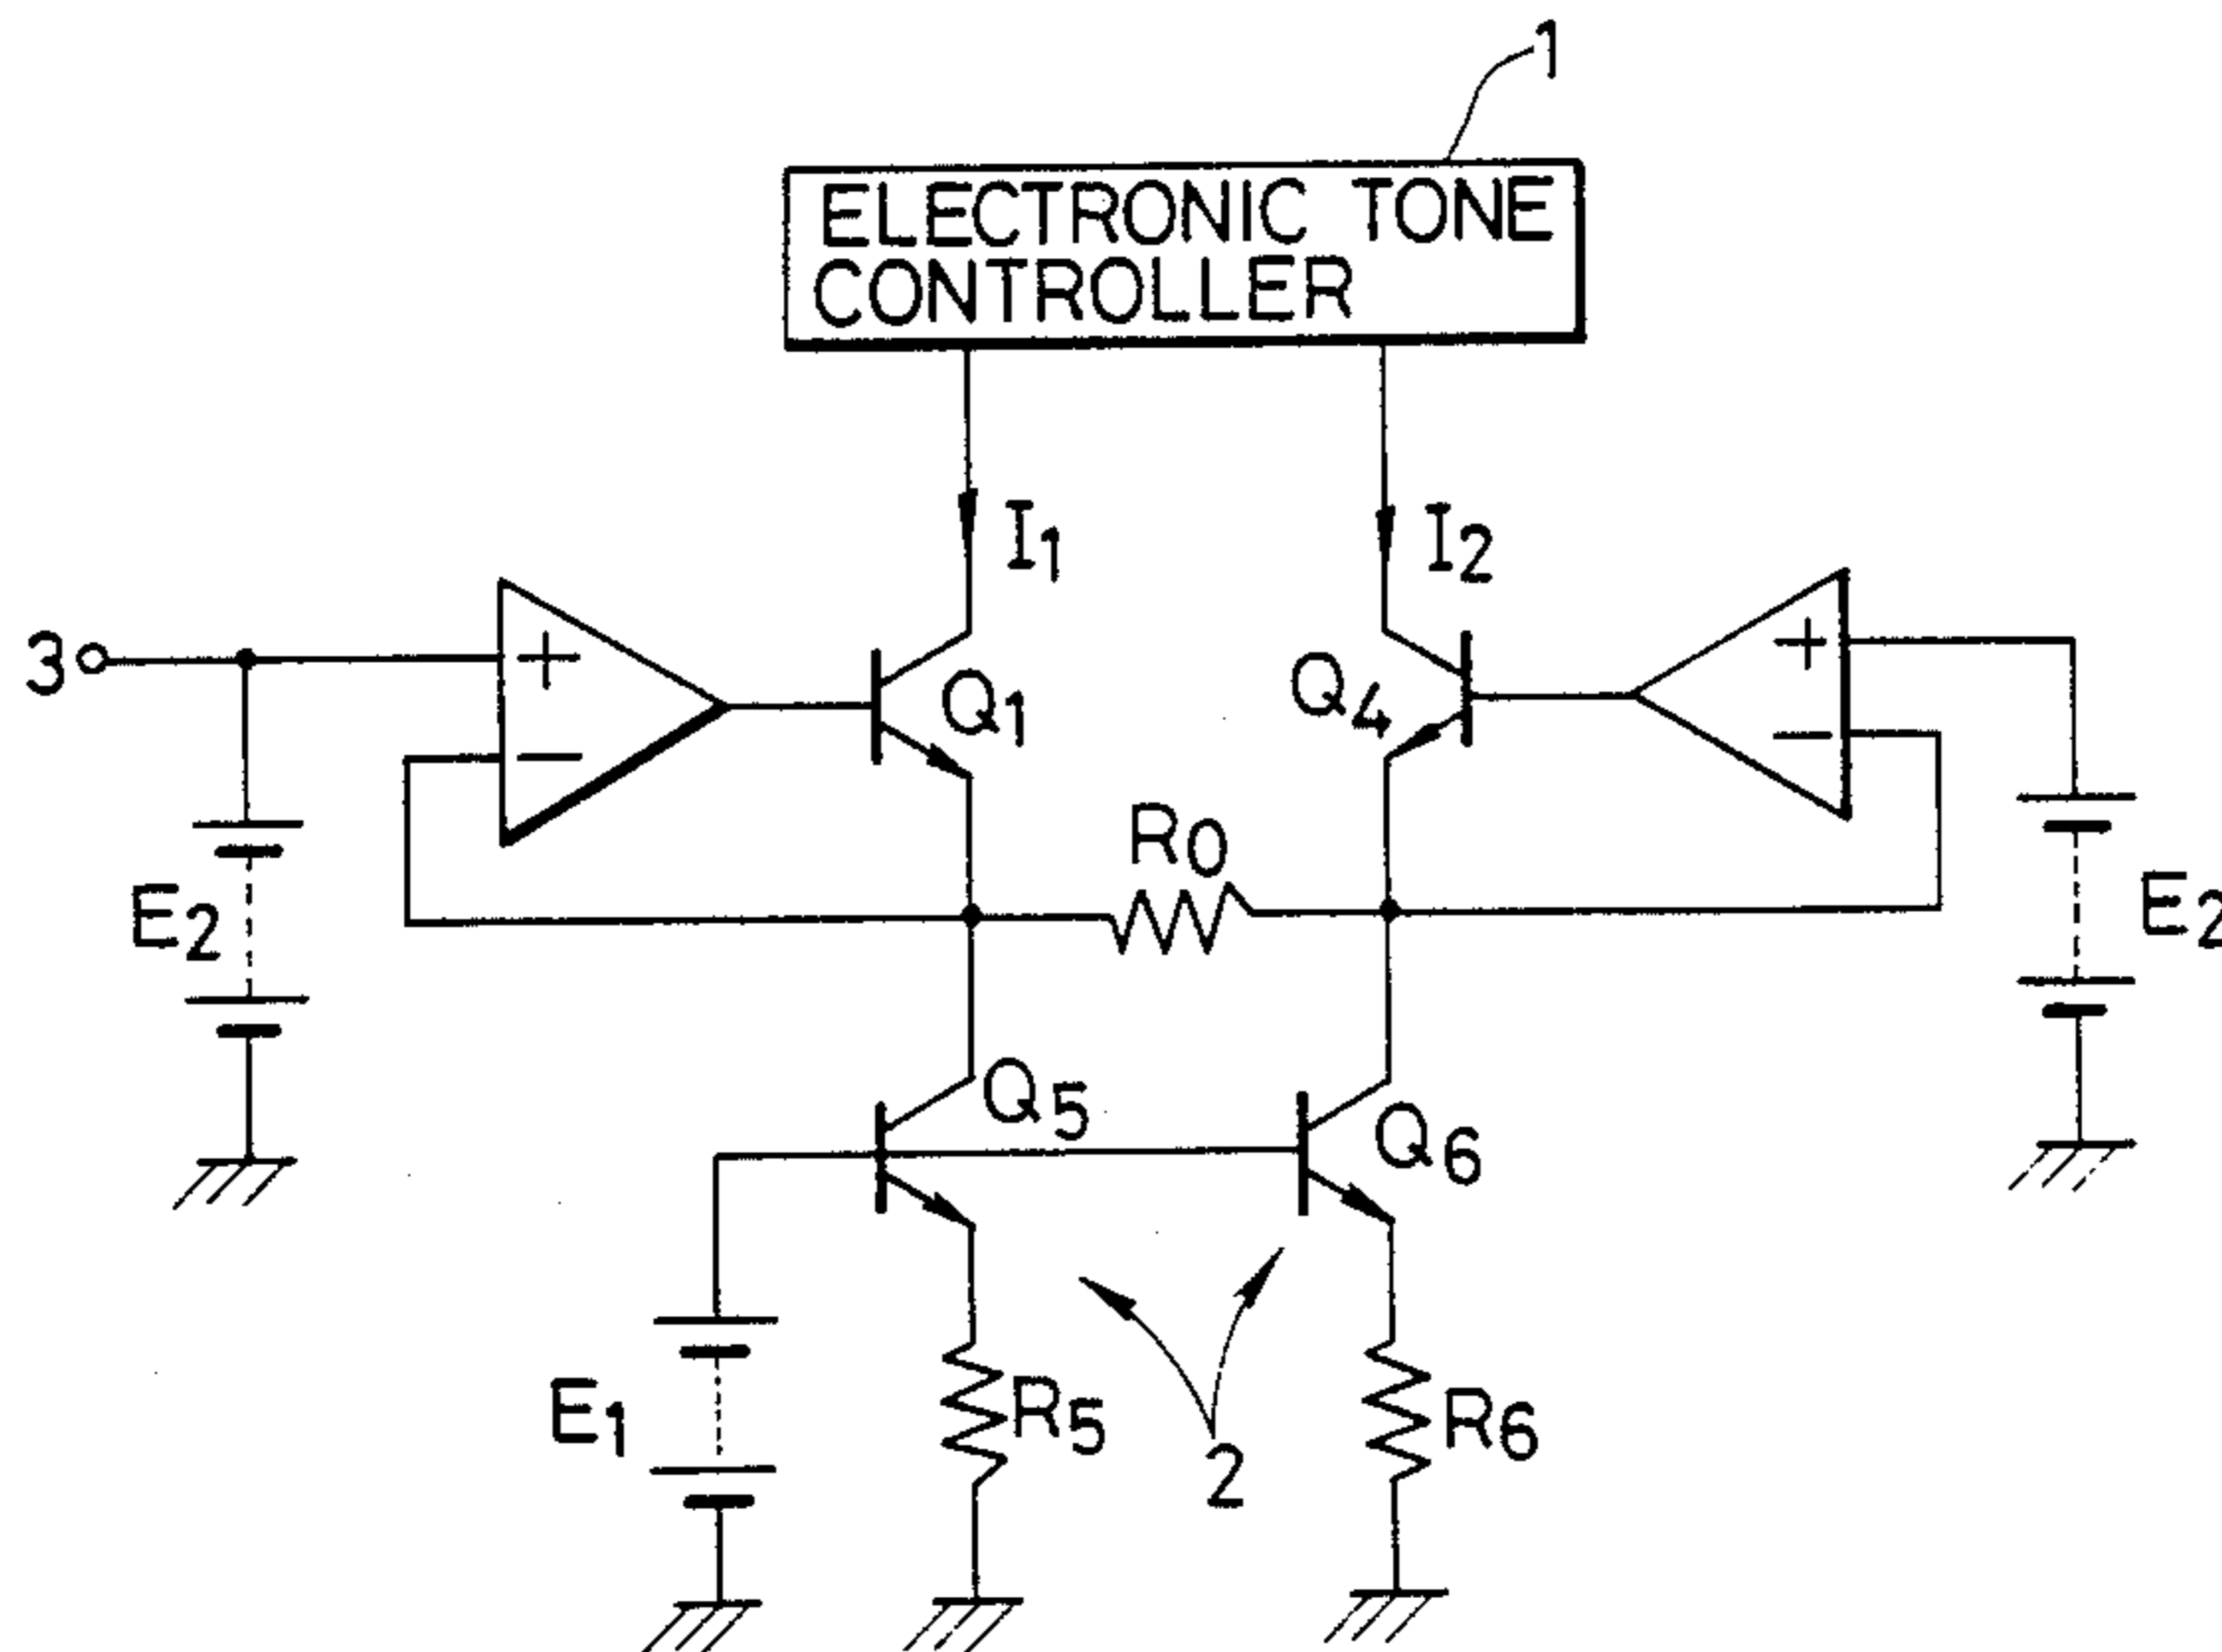 1
ELECTRONIC TONE
CONTROLLER
I1
I2
3
+
−
Q1
Q4
+
−
R0
E2
E2
Q5
Q6
E1
R5
R6
2